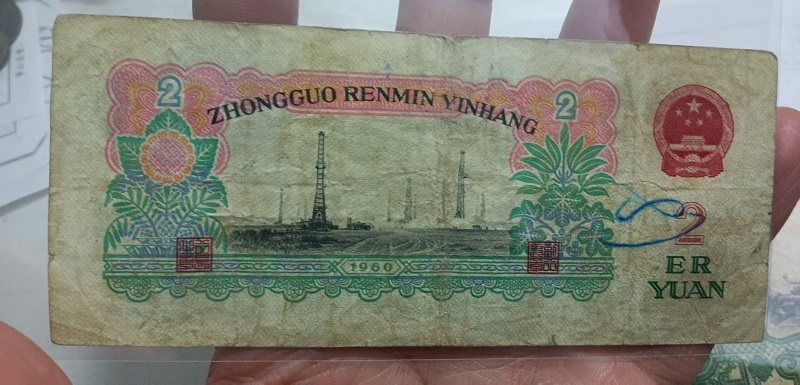 2
ZHONGGUO RENMIN YINHANG
2
1960
2
ER
YUAN